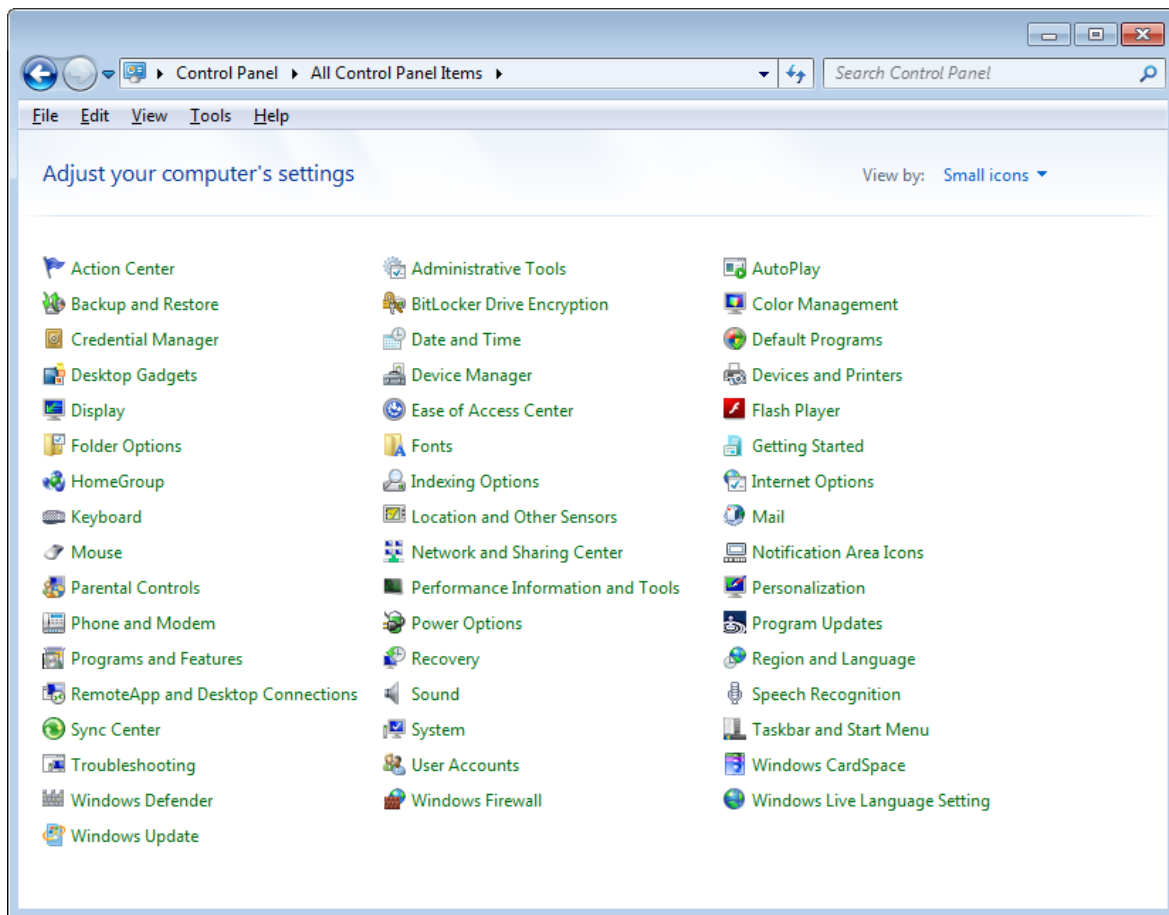 Control Panel All Control Panel Items Search Control Panel
File Edit View Tools Help
Adjust your computer's settings View by: Small icons
Action Center Administrative Tools AutoPlay
Backup and Restore BitLocker Drive Encryption Color Management
Credential Manager Date and Time Default Programs
Desktop Gadgets Device Manager Devices and Printers
Display Ease of Access Center Flash Player
Folder Options Fonts Getting Started
HomeGroup Indexing Options Internet Options
Keyboard Location and Other Sensors Mail
Mouse Network and Sharing Center Notification Area Icons
Parental Controls Performance Information and Tools Personalization
Phone and Modem Power Options Program Updates
Programs and Features Recovery Region and Language
RemoteApp and Desktop Connections Sound Speech Recognition
Sync Center System Taskbar and Start Menu
Troubleshooting User Accounts Windows CardSpace
Windows Defender Windows Firewall Windows Live Language Setting
Windows Update